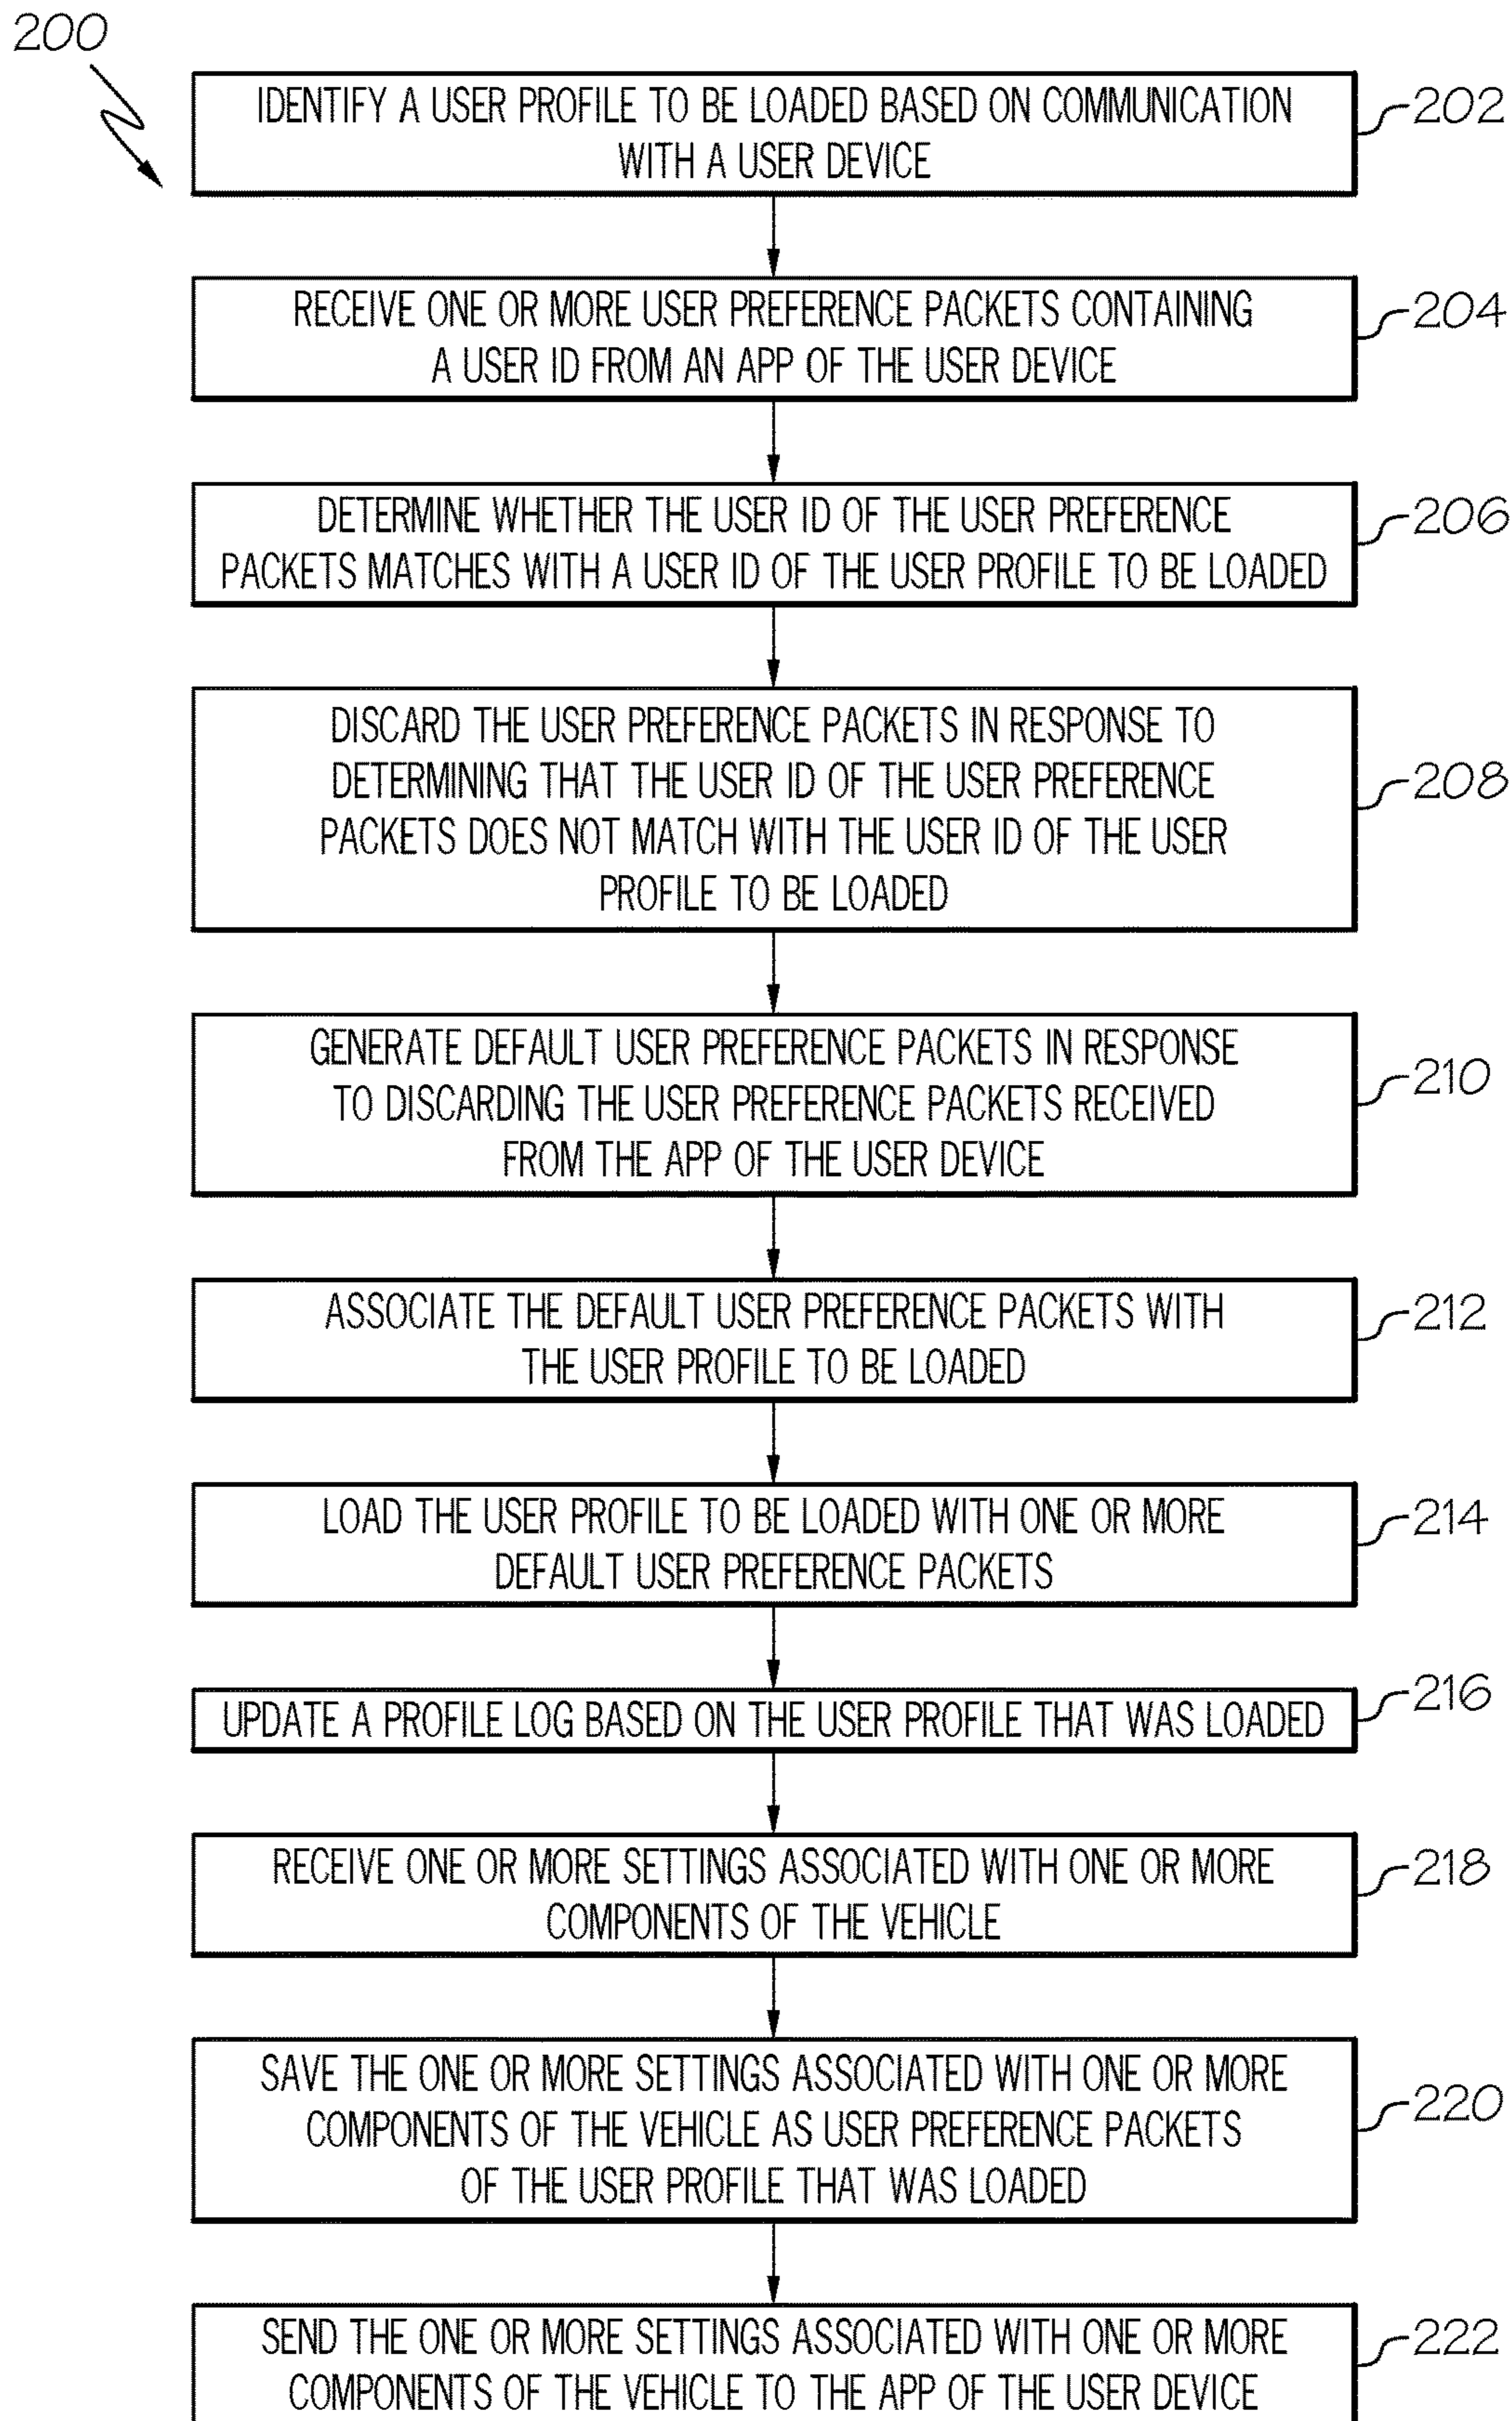 200
IDENTIFY A USER PROFILE TO BE LOADED BASED ON COMMUNICATION
WITH A USER DEVICE
202
RECEIVE ONE OR MORE USER PREFERENCE PACKETS CONTAINING
A USER ID FROM AN APP OF THE USER DEVICE
204
DETERMINE WHETHER THE USER ID OF THE USER PREFERENCE
PACKETS MATCHES WITH A USER ID OF THE USER PROFILE TO BE LOADED
206
DISCARD THE USER PREFERENCE PACKETS IN RESPONSE TO
DETERMINING THAT THE USER ID OF THE USER PREFERENCE
PACKETS DOES NOT MATCH WITH THE USER ID OF THE USER
PROFILE TO BE LOADED
208
GENERATE DEFAULT USER PREFERENCE PACKETS IN RESPONSE
TO DISCARDING THE USER PREFERENCE PACKETS RECEIVED
FROM THE APP OF THE USER DEVICE
210
ASSOCIATE THE DEFAULT USER PREFERENCE PACKETS WITH
THE USER PROFILE TO BE LOADED
212
LOAD THE USER PROFILE TO BE LOADED WITH ONE OR MORE
DEFAULT USER PREFERENCE PACKETS
214
UPDATE A PROFILE LOG BASED ON THE USER PROFILE THAT WAS LOADED
216
RECEIVE ONE OR MORE SETTINGS ASSOCIATED WITH ONE OR MORE
COMPONENTS OF THE VEHICLE
218
SAVE THE ONE OR MORE SETTINGS ASSOCIATED WITH ONE OR MORE
COMPONENTS OF THE VEHICLE AS USER PREFERENCE PACKETS
OF THE USER PROFILE THAT WAS LOADED
220
SEND THE ONE OR MORE SETTINGS ASSOCIATED WITH ONE OR MORE
COMPONENTS OF THE VEHICLE TO THE APP OF THE USER DEVICE
222